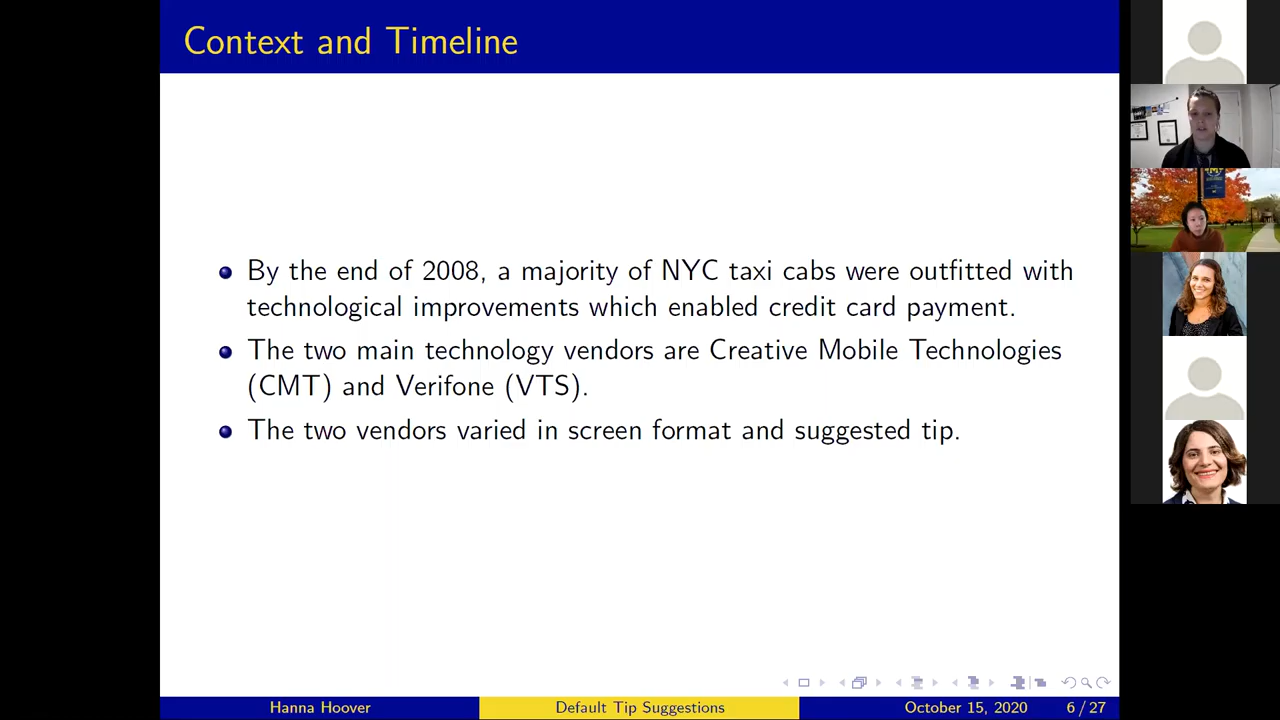 Context and Timeline
By the end of 2008, a majority of NYC taxi cabs were outfitted with
technological improvements which enabled credit card payment.
The two main technology vendors are Creative Mobile Technologies
(CMT) and Verifone (VTS).
The two vendors varied in screen format and suggested tip.
Hanna Hoover
Default Tip Suggestions
October 15, 2020
6 / 27